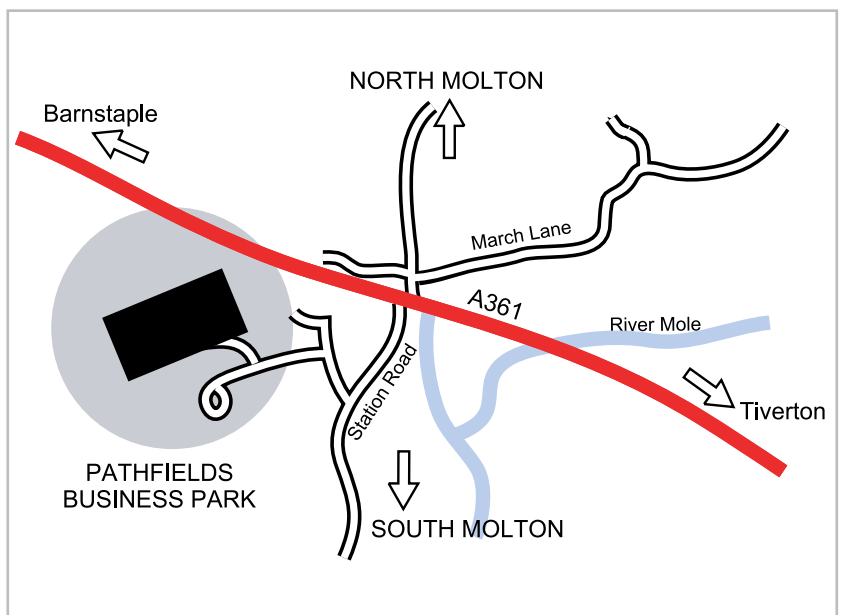 NORTH MOLTON
Barnstaple
March Lane
A361
River Mole
Station Road
Tiverton
PATHFIELDS
BUSINESS PARK
SOUTH MOLTON